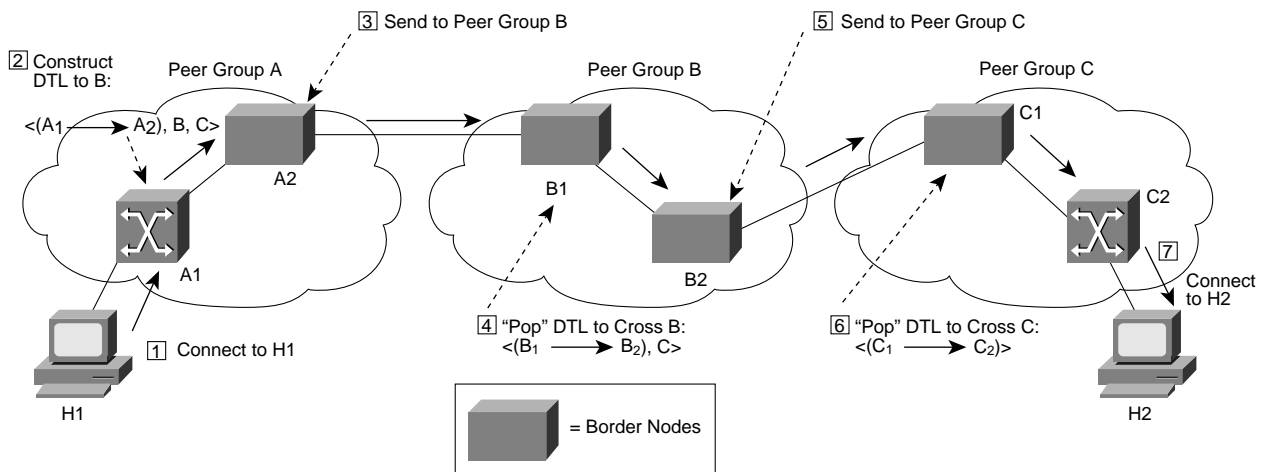 3 Send to Peer Group B
5 Send to Peer Group C
2 Construct
DTL to B:
Peer Group A
Peer Group B
Peer Group C
<(A1 A2), B, C>
A2
B1
C1
A1
B2
C2
7
Connect
to H2
1 Connect to H1
4 "Pop" DTL to Cross B:
<(B1 B2), C>
6 "Pop" DTL to Cross C:
<(C1 C2)>
H1
H2
= Border Nodes